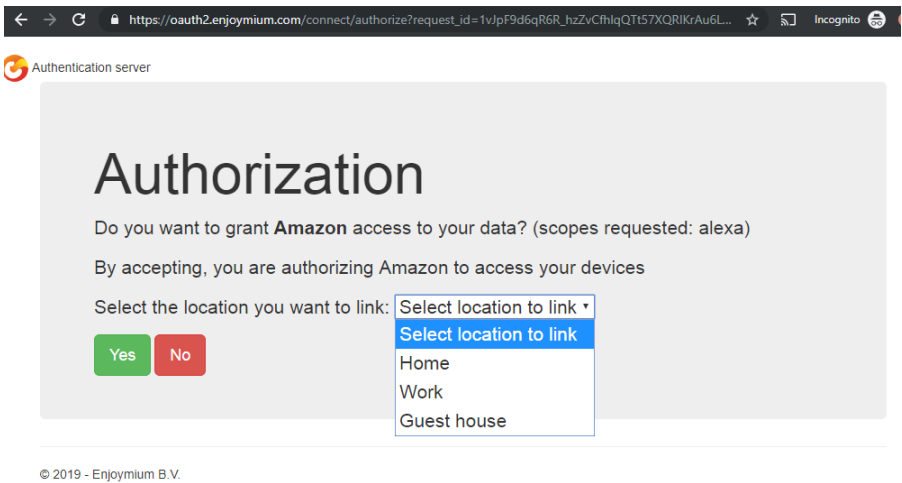 https://oauth2.enjoymium.com/connect/authorize?request_id=1vJpF9d6qR6R_hzZvCfhIqQTt57XQRIKrAu6L... Incognito
Authentication server
Authorization
Do you want to grant Amazon access to your data? (scopes requested: alexa)
By accepting, you are authorizing Amazon to access your devices
Select the location you want to link: Select location to link
Select location to link
Yes No
Home
Work
Guest house
© 2019 - Enjoymium B.V.